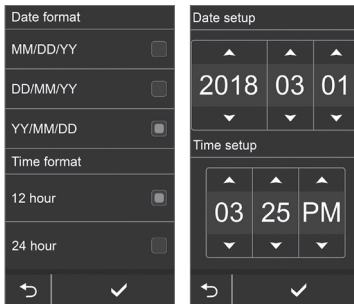 Date format
MM/DD/YY
DD/MM/YY
YY/MM/DD
Time format
12 hour
24 hour
Date setup
2018 03 01
Time setup
03 25 PM